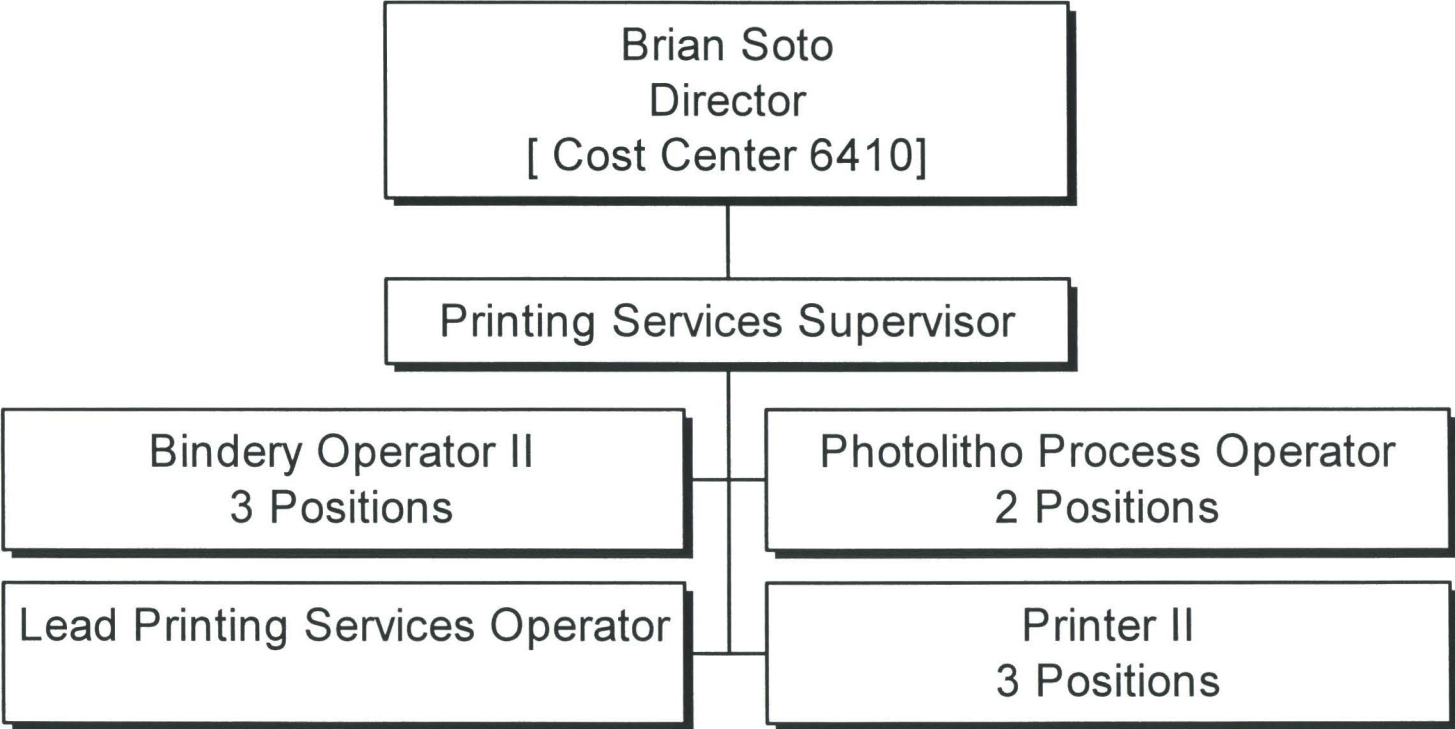 Brian Soto
Director
[ Cost Center 6410]
Printing Services Supervisor
Bindery Operator II
3 Positions
Photolitho Process Operator
2 Positions
Lead Printing Services Operator
Printer II
3 Positions